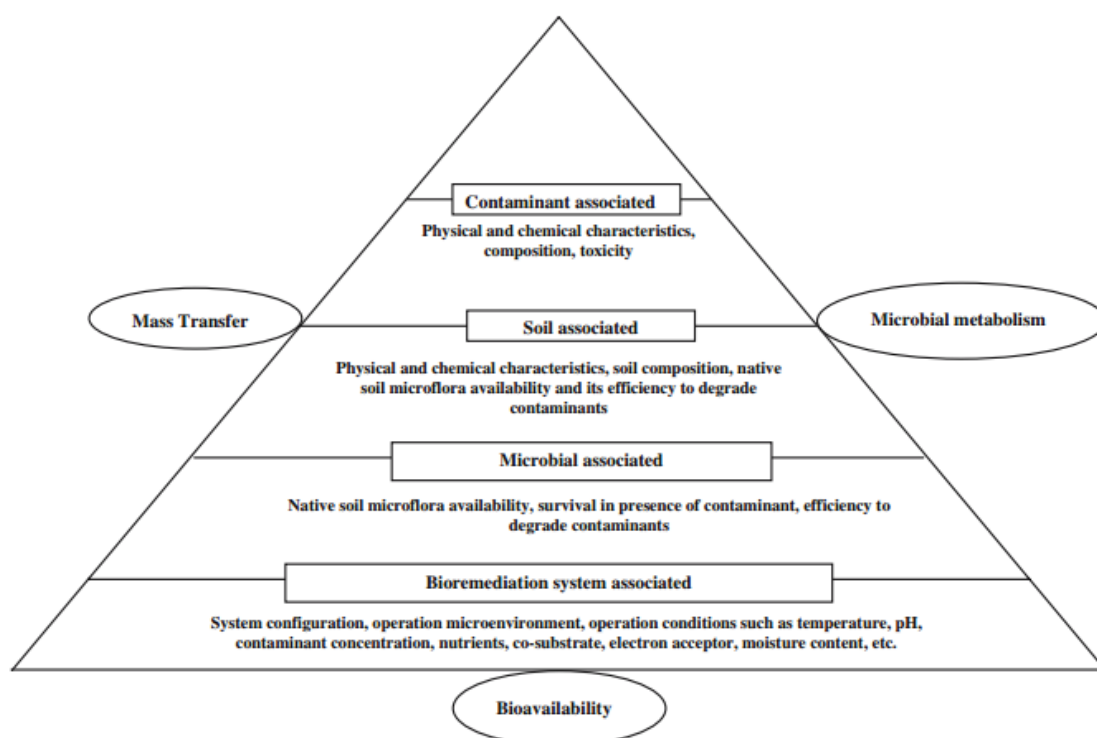 Contaminant associated
Physical and chemical characteristics,
composition, toxicity
Mass Transfer
Soil associated
Microbial metabolism
Physical and chemical characteristics, soil composition, native
soil microflora availability and its efficiency to degrade
contaminants
Microbial associated
Native soil microflora availability, survival in presence of contaminant, efficiency to
degrade contaminants
Bioremediation system associated
System configuration, operation microenvironment, operation conditions such as temperature, pH,
contaminant concentration, nutrients, co-substrate, electron acceptor, moisture content, etc.
Bioavailability